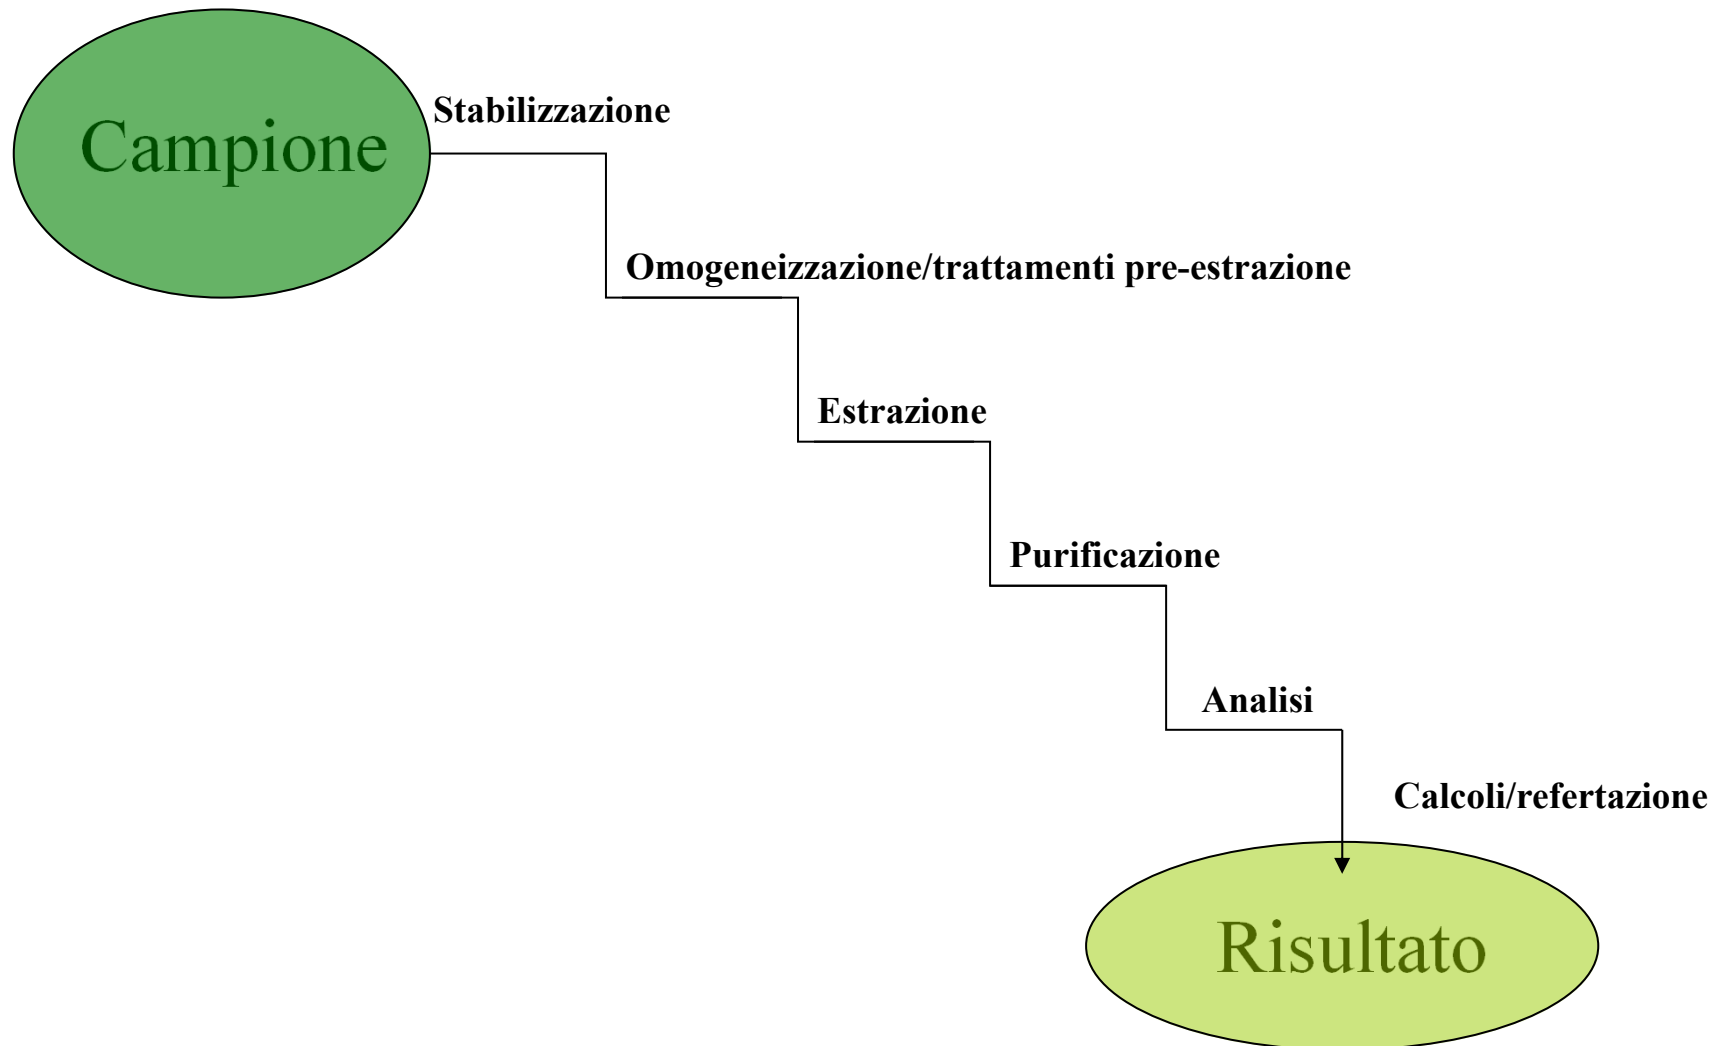 Campione
Stabilizzazione
Omogeneizzazione/trattamenti pre-estrazione
Estrazione
Purificazione
Analisi
Calcoli/refertazione
Risultato